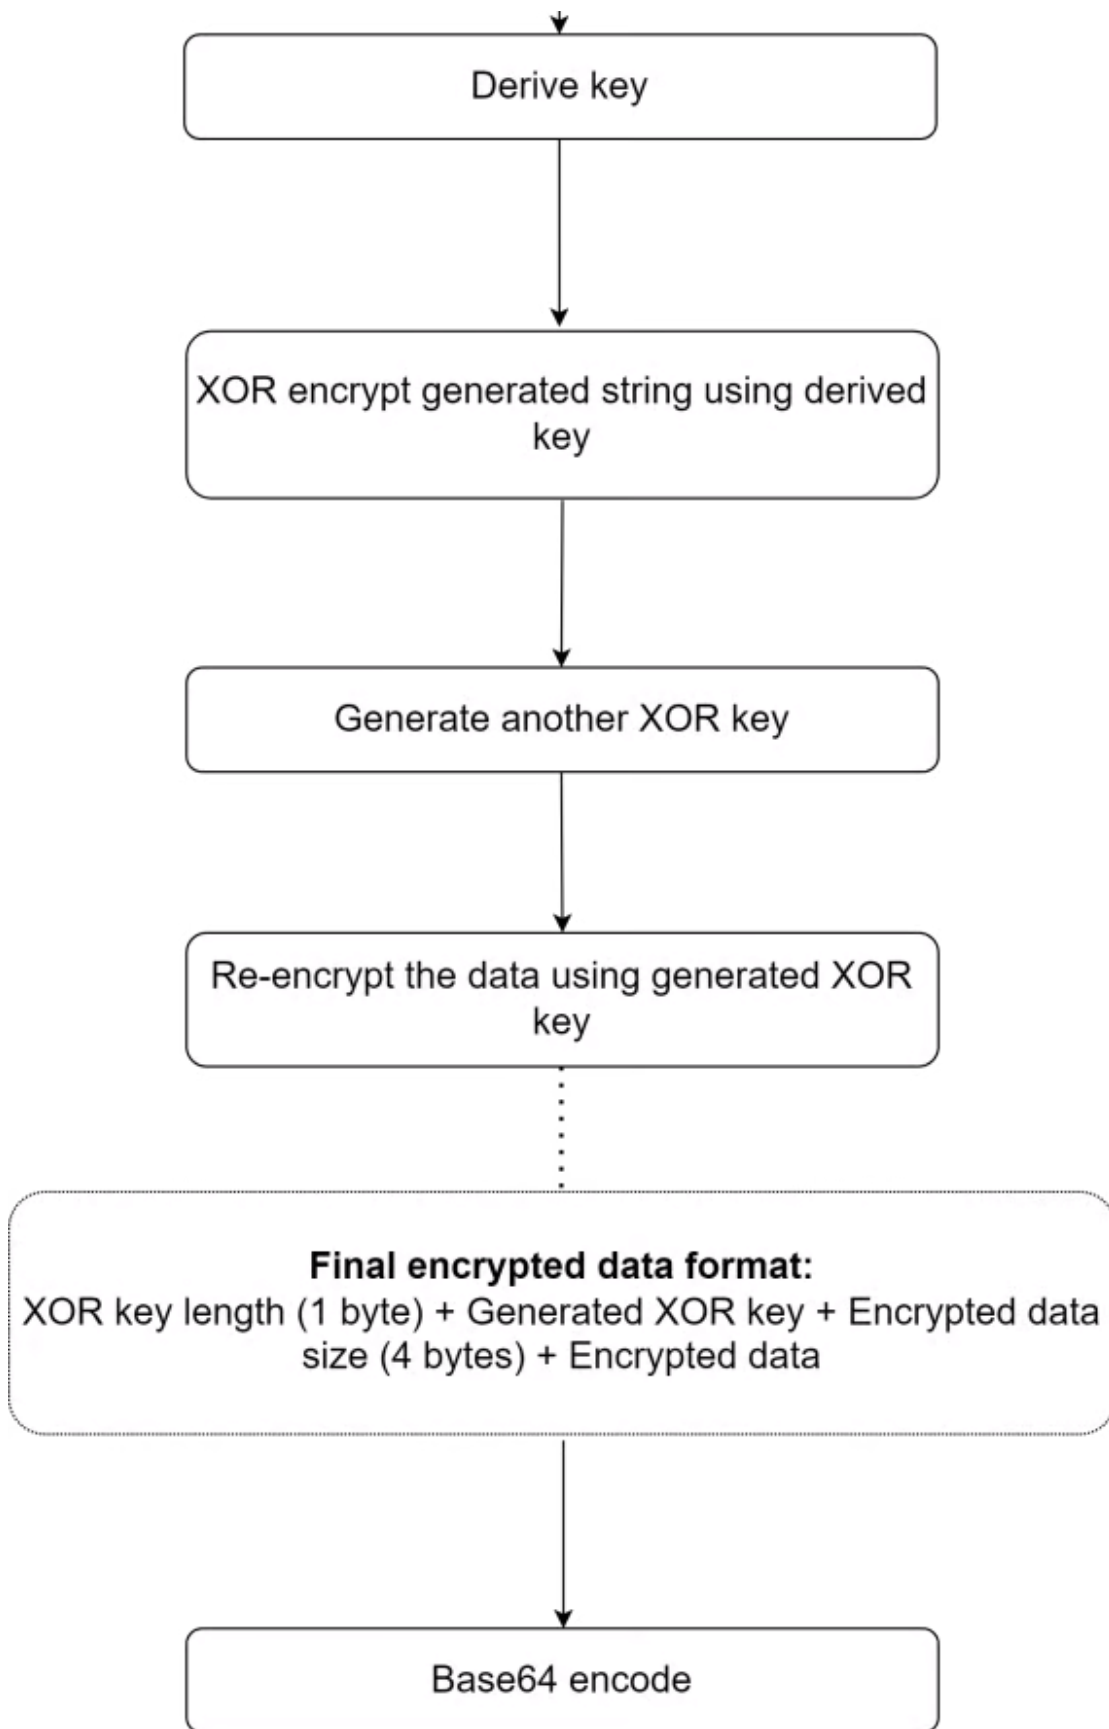 Derive key
XOR encrypt generated string using derived
key
Generate another XOR key
Re-encrypt the data using generated XOR
key
Final encrypted data format:
XOR key length (1 byte) + Generated XOR key + Encrypted data
size (4 bytes) + Encrypted data
Base64 encode